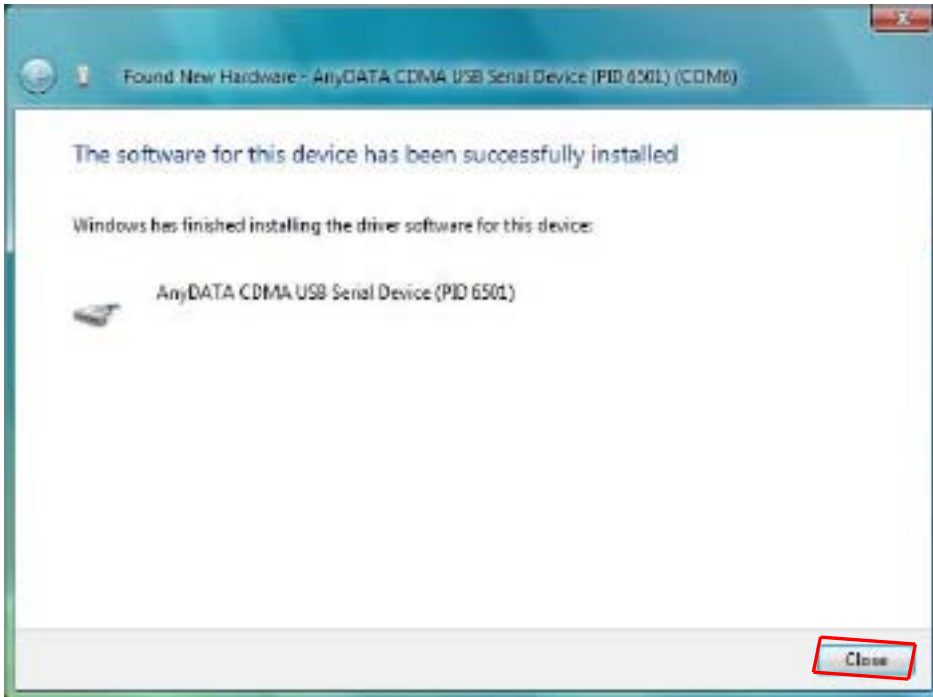 Found New Hardware - AnyDATA CDMA USB Serial Device (PID 6501) (COM6)
The software for this device has been successfully installed
Windows has finished installing the driver software for this device:
AnyDATA CDMA USB Serial Device (PID 6501)
Close